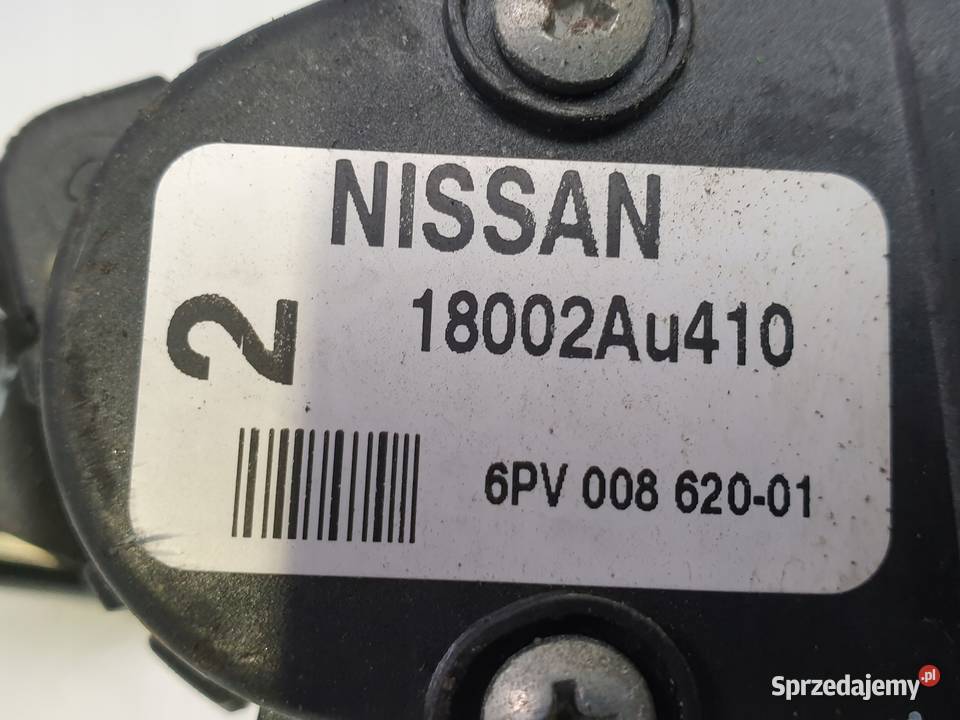 NISSAN
2
18002Au410
6PV 008 620-01
Sprzedajemy.pl